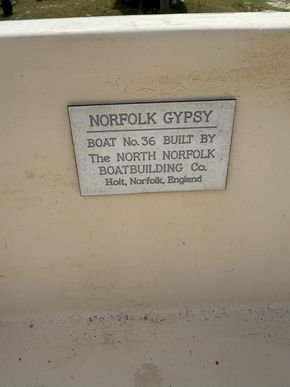 NORFOLK GYPSY
BOAT No. 36 BUILT BY
The NORTH NORFOLK
BOATBUILDING Co.
Holt, Norfolk, England